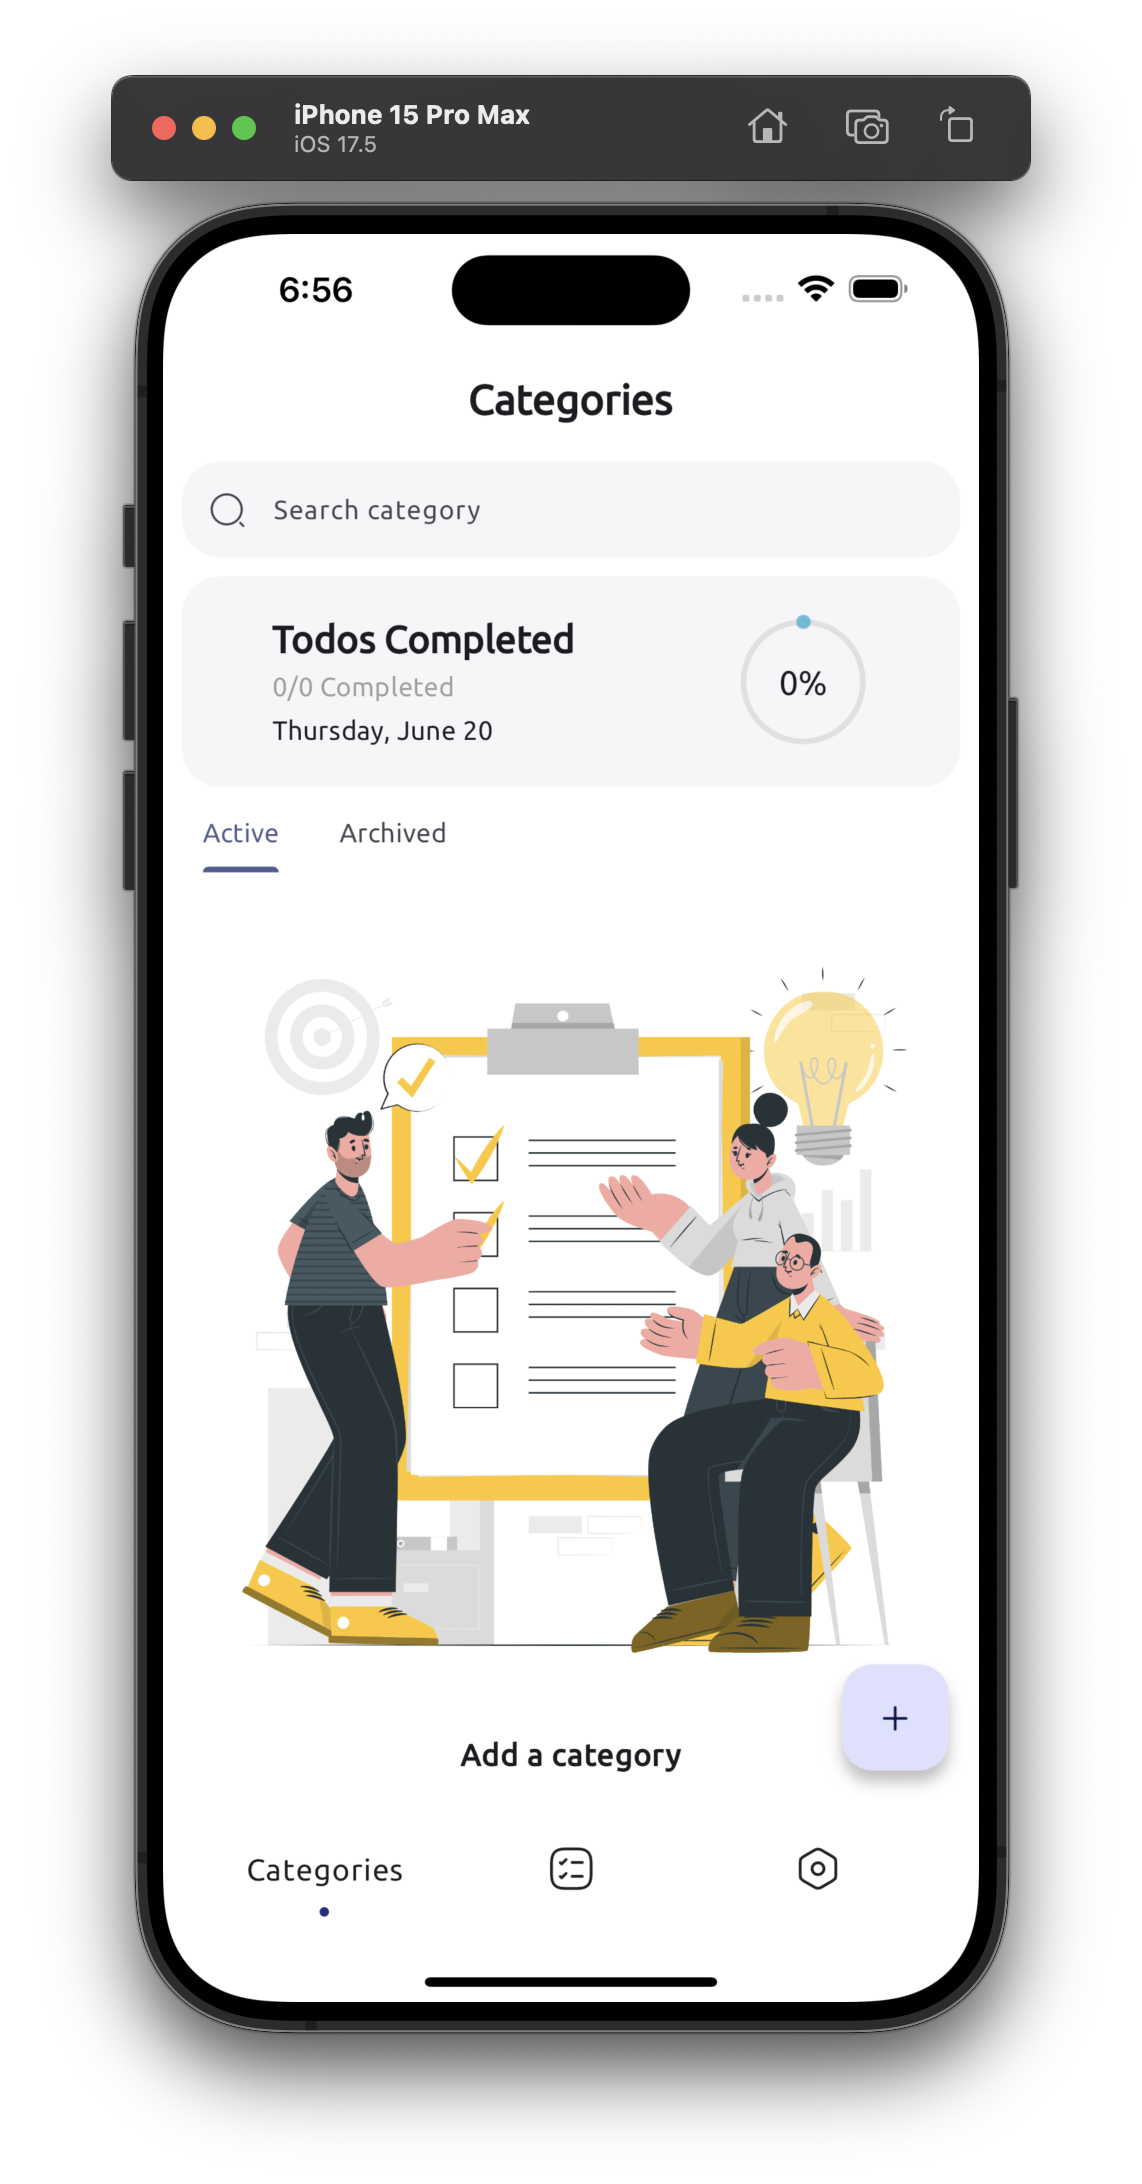 iPhone 15 Pro Max
iOS 17.5
6:56
Categories
Search category
Todos Completed
0/0 Completed
Thursday, June 20
0%
Active Archived
Add a category
Categories